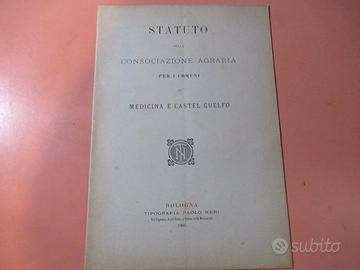 STATUTO
DELLA
CONSOCIAZIONE AGRARIA
PER I COMUNI
DI
MEDICINA E CASTEL GUELFO
BOLOGNA
TIPOGRAFIA PAOLO NERI
subito